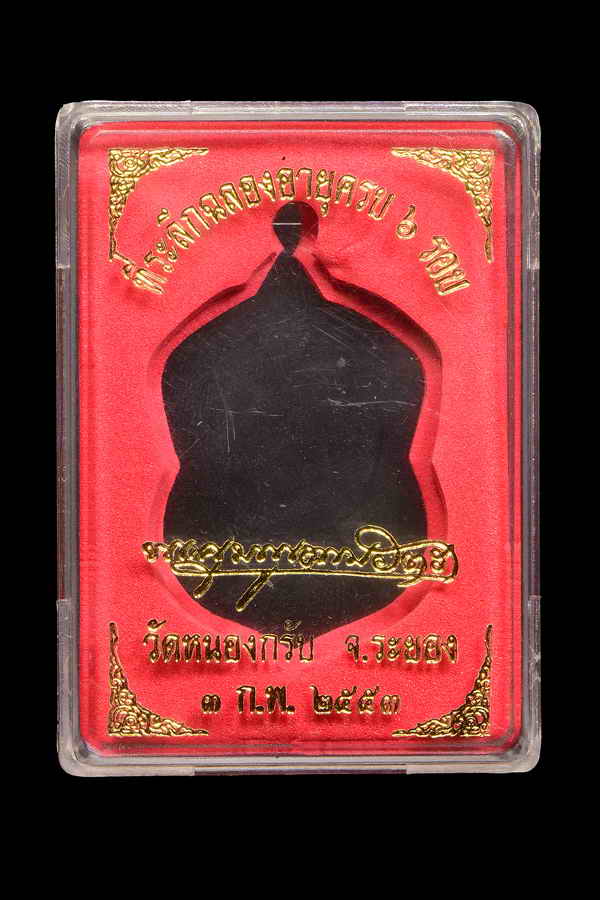 ที่ระลึกฉลองอายุครบ ๖ รอบ
วัดหนองกรับ จ.ระยอง
๓ ก.พ. ๒๕๕๓